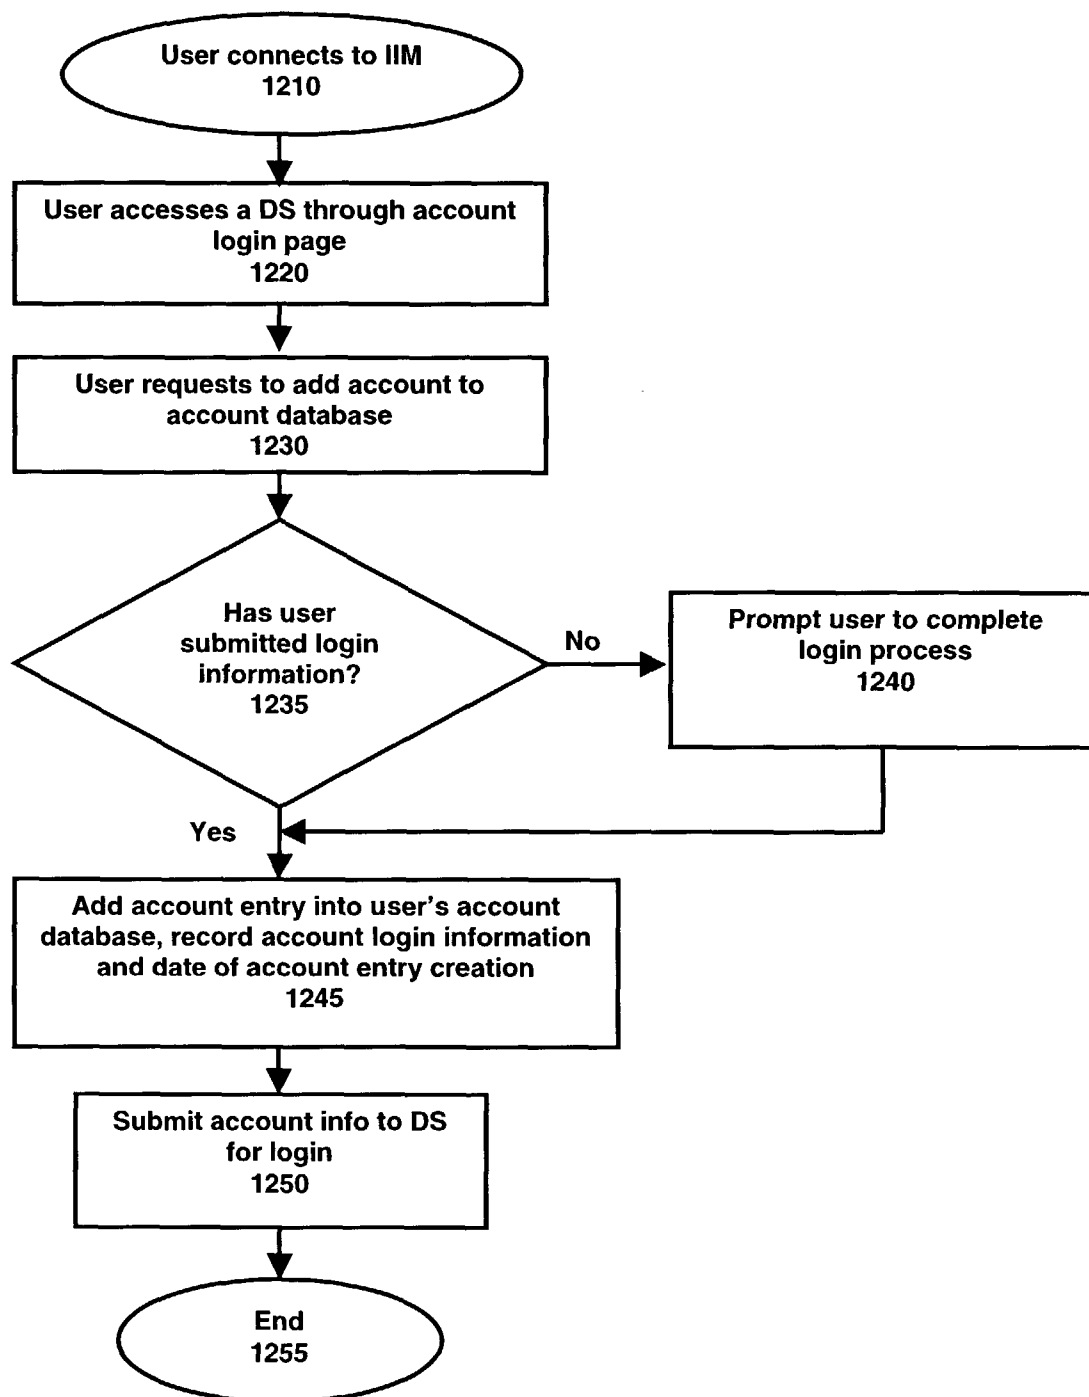 User connects to IIM
1210
User accesses a DS through account
login page
1220
User requests to add account to
account database
1230
Has user
submitted login
information?
1235
No
Prompt user to complete
login process
1240
Yes
Add account entry into user's account
database, record account login information
and date of account entry creation
1245
Submit account info to DS
for login
1250
End
1255